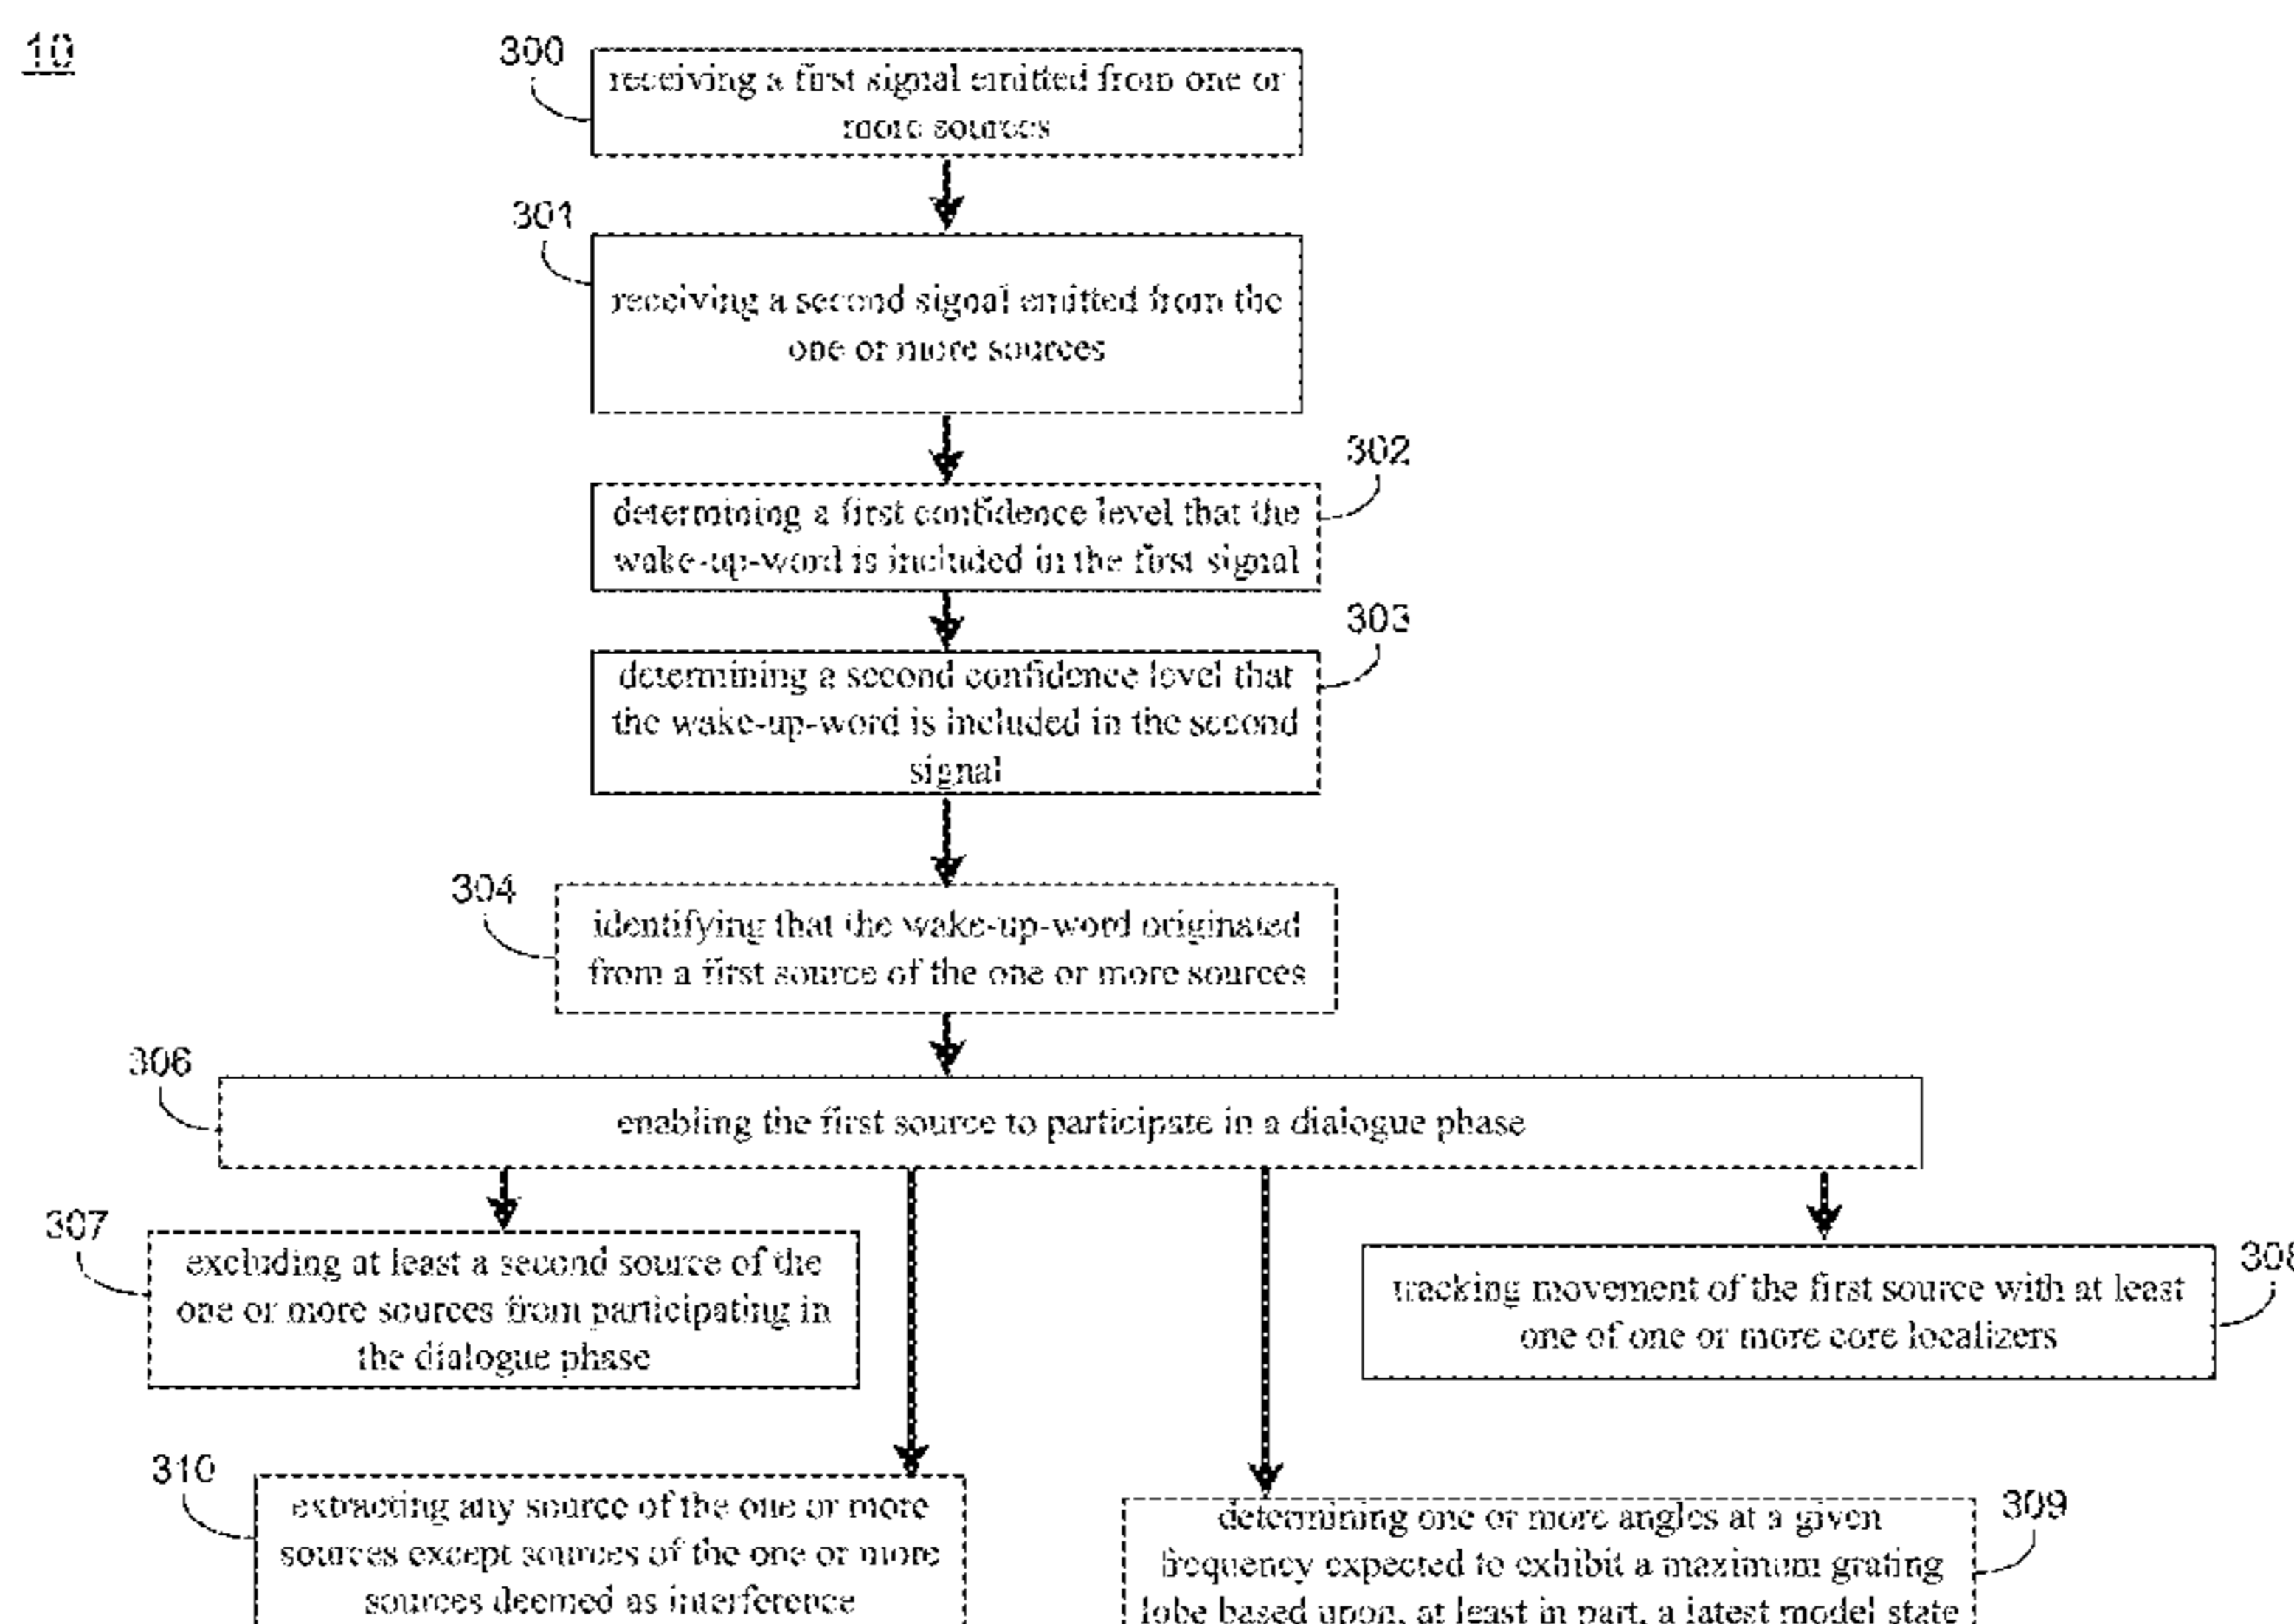 10
300
receiving a first signal emitted from one or
more sources
301
receiving a second signal emitted from the
one or more sources
302
determining a first confidence level that the
wake-up-word is included in the first signal
303
determining a second confidence level that
the wake-up-word is included in the second
signal
304
identifying that the wake-up-word originated
from a first source of the one or more sources
306
enabling the first source to participate in a dialogue phase
307
excluding at least a second source of the
one or more sources from participating in
the dialogue phase
308
tracking movement of the first source with at least
one of one or more core localizers
310
extracting any source of the one or more
sources except sources of the one or more
sources deemed as interference
309
determining one or more angles at a given
frequency expected to exhibit a maximum grating
lobe based upon, at least in part, a latest model state